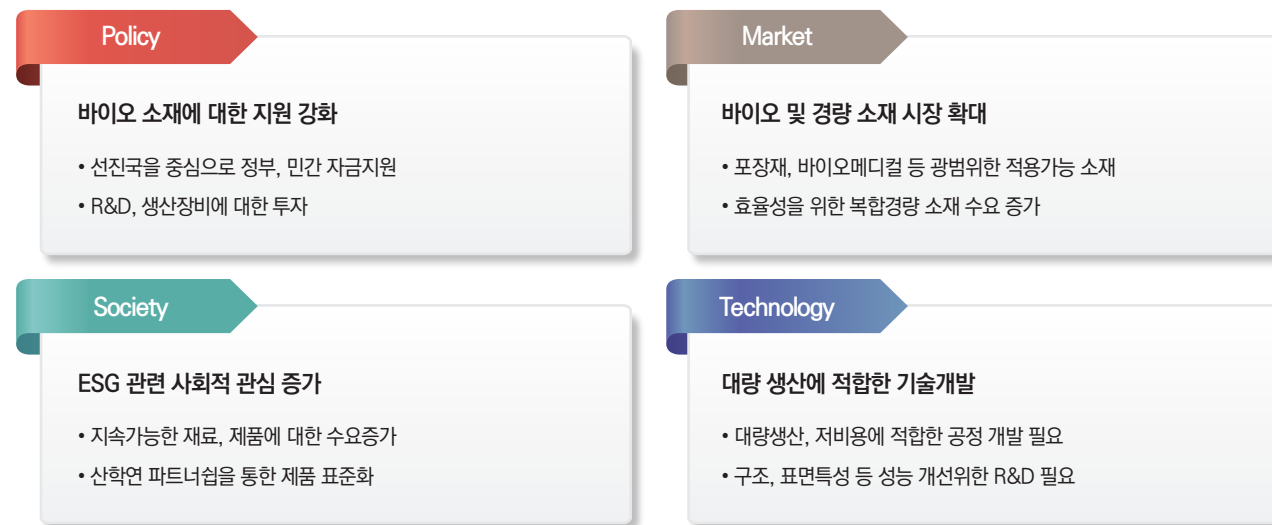 Policy
바이오 소재에 대한 지원 강화
• 선진국을 중심으로 정부, 민간 자금지원
• R&D, 생산장비에 대한 투자
Market
바이오 및 경량 소재 시장 확대
• 포장재, 바이오메디컬 등 광범위한 적용가능 소재
• 효율성을 위한 복합경량 소재 수요 증가
Society
ESG 관련 사회적 관심 증가
• 지속가능한 재료, 제품에 대한 수요증가
• 산학연 파트너쉽을 통한 제품 표준화
Technology
대량 생산에 적합한 기술개발
• 대량생산, 저비용에 적합한 공정 개발 필요
• 구조, 표면특성 등 성능 개선위한 R&D 필요